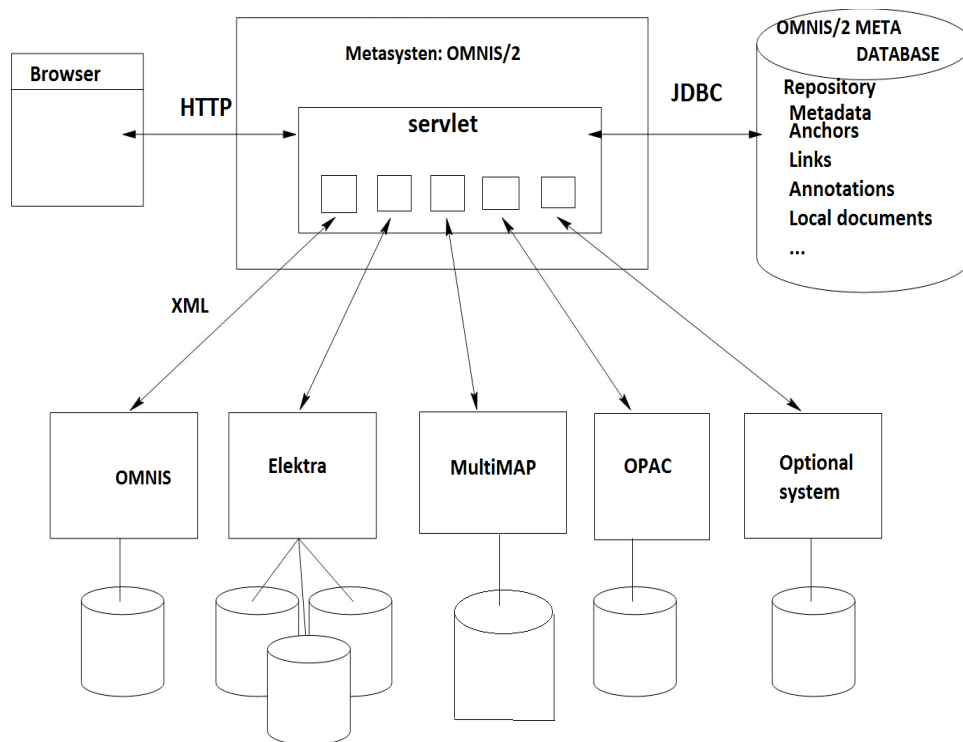 Browser
HTTP
Metasysten: OMNIS/2
servlet
JDBC
OMNIS/2 META
DATABASE
Repository
Metadata
Anchors
Links
Annotations
Local documents
...
XML
OMNIS
Elektra
MultiMAP
OPAC
Optional
system